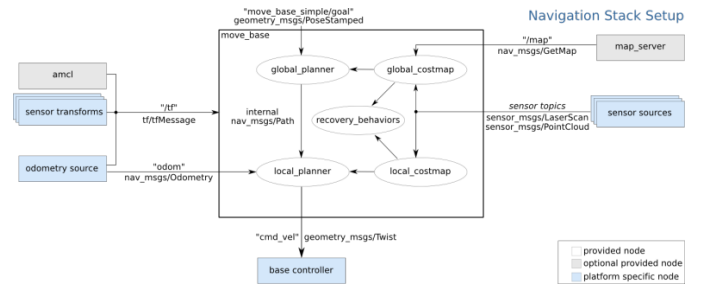 "move_base_simple/goal"
geometry_msgs/PoseStamped
Navigation Stack Setup
move_base
"/map"
nav_msgs/GetMap
map_server
amcl
global_planner
global_costmap
sensor transforms
"/tf"
tf/tfMessage
internal
nav_msgs/Path
recovery_behaviors
sensor topics
sensor_msgs/LaserScan
sensor_msgs/PointCloud
sensor sources
odometry source
"odom"
nav_msgs/Odometry
local_planner
local_costmap
"cmd_vel"
geometry_msgs/Twist
base controller
provided node
optional provided node
platform specific node